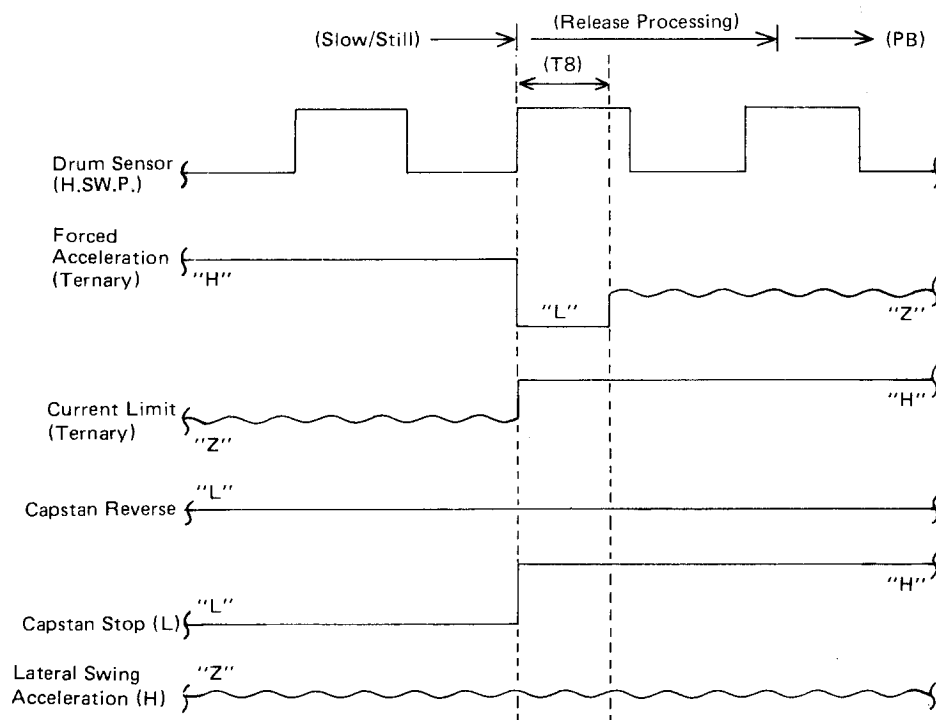 (Slow/Still)
(Release Processing)
(PB)
(T8)
Drum Sensor
(H.SW.P.)
Forced
Acceleration
(Ternary)
"H"
"L"
"Z"
Current Limit
(Ternary)
"Z"
"H"
Capstan Reverse
"L"
Capstan Stop (L)
"L"
"H"
Lateral Swing
Acceleration (H)
"Z"